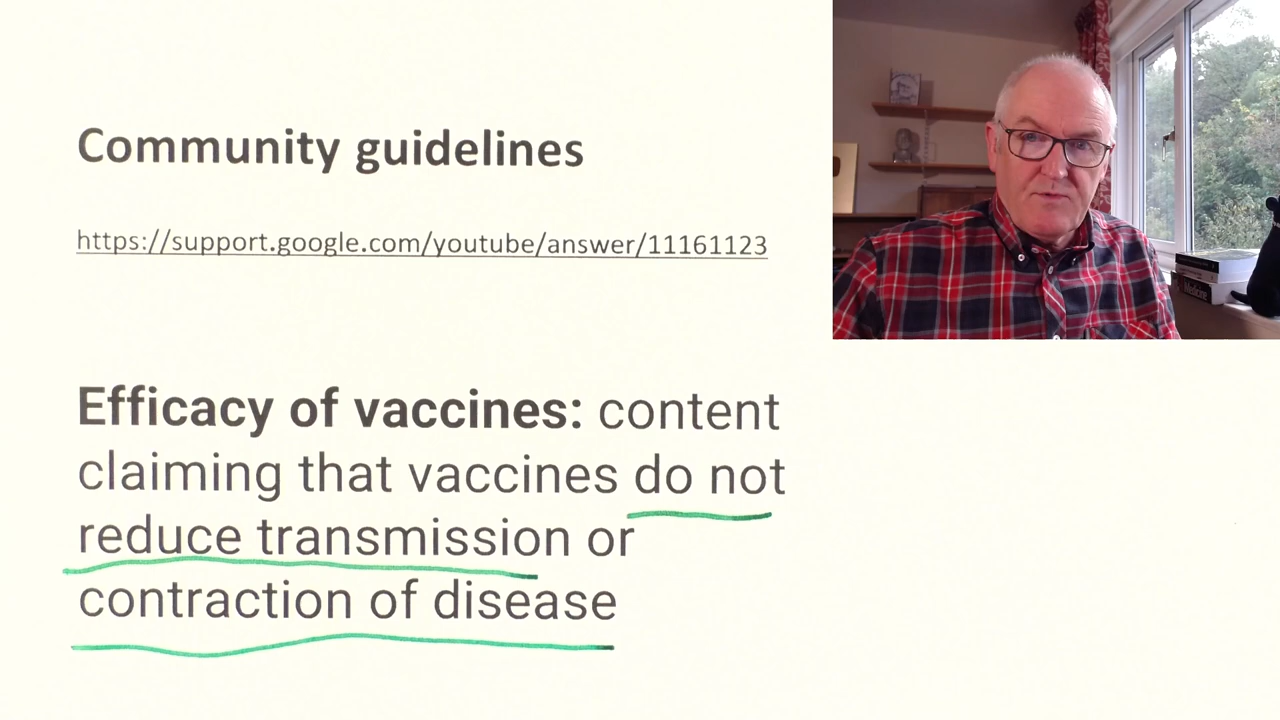 Community guidelines
https://support.google.com/youtube/answer/11161123
Efficacy of vaccines: content
claiming that vaccines do not
reduce transmission or
contraction of disease
Medicine